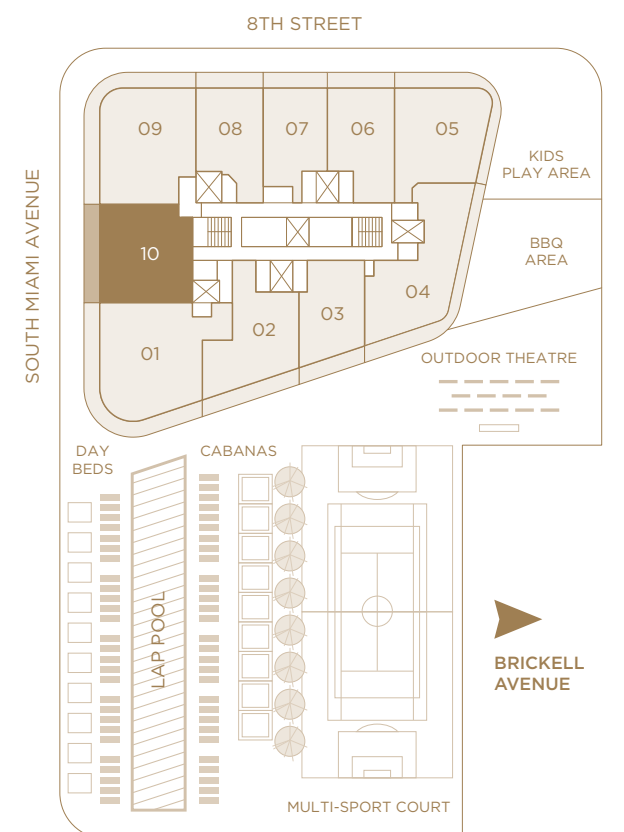 8TH STREET
09
08
07
06
05
KIDS
PLAY AREA
SOUTH MIAMI AVENUE
10
BBQ
AREA
04
03
02
01
OUTDOOR THEATRE
DAY
BEDS
CABANAS
LAP POOL
BRICKELL
AVENUE
MULTI-SPORT COURT